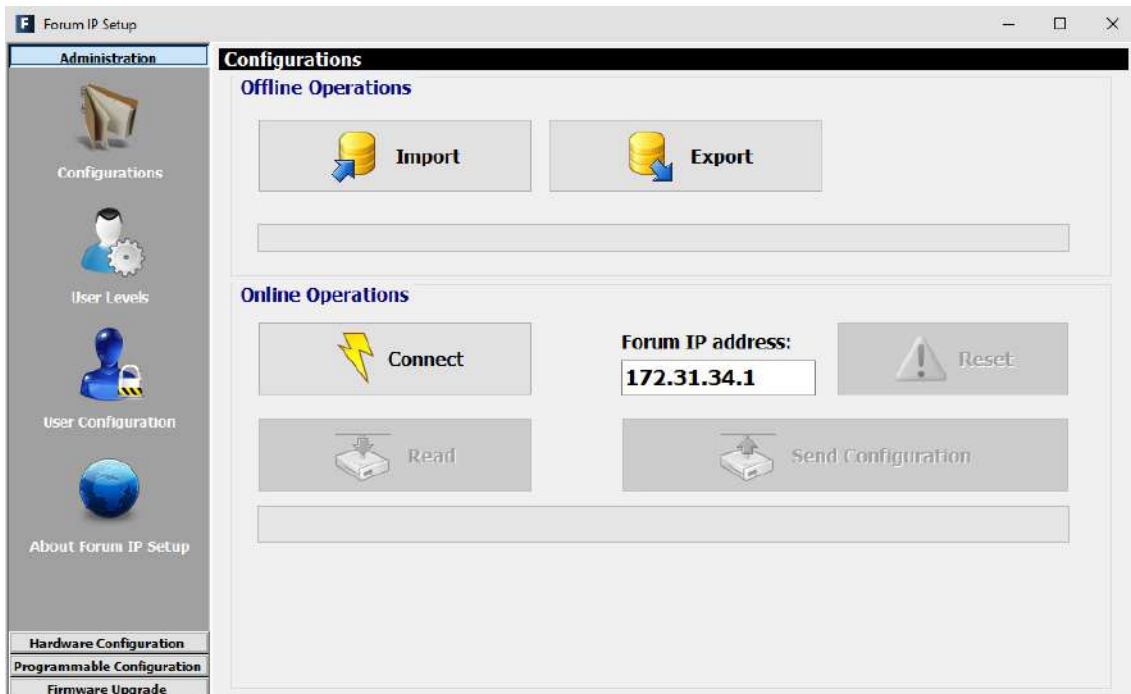 F Forum IP Setup
Administration
Configurations
User Levels
User Configuration
About Forum IP Setup
Hardware Configuration
Programmable Configuration
Firmware Upgrade
Configurations
Offline Operations
Import
Export
Online Operations
Connect
Forum IP address:
172.31.34.1
Reset
Read
Send Configuration